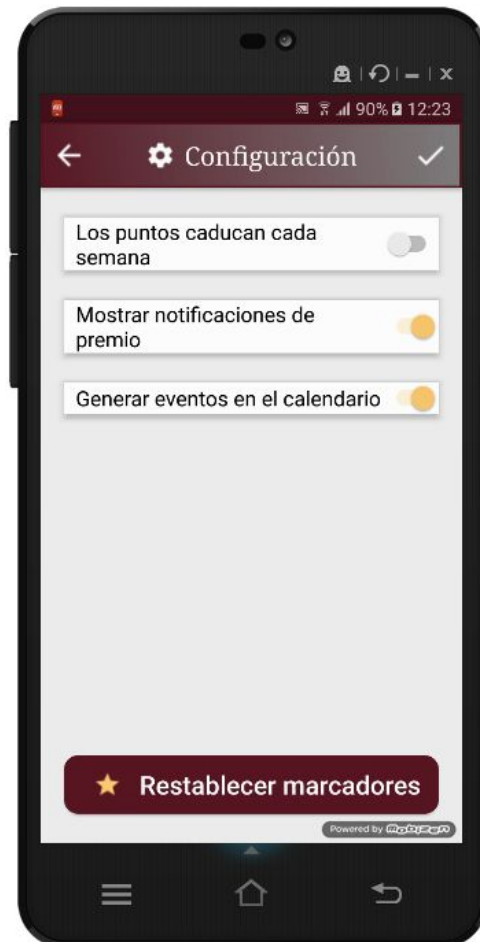 90% 12:23
Configuración
Los puntos caducan cada
semana
Mostrar notificaciones de
premio
Generar eventos en el calendario
Restablecer marcadores
Powered by Mobizen